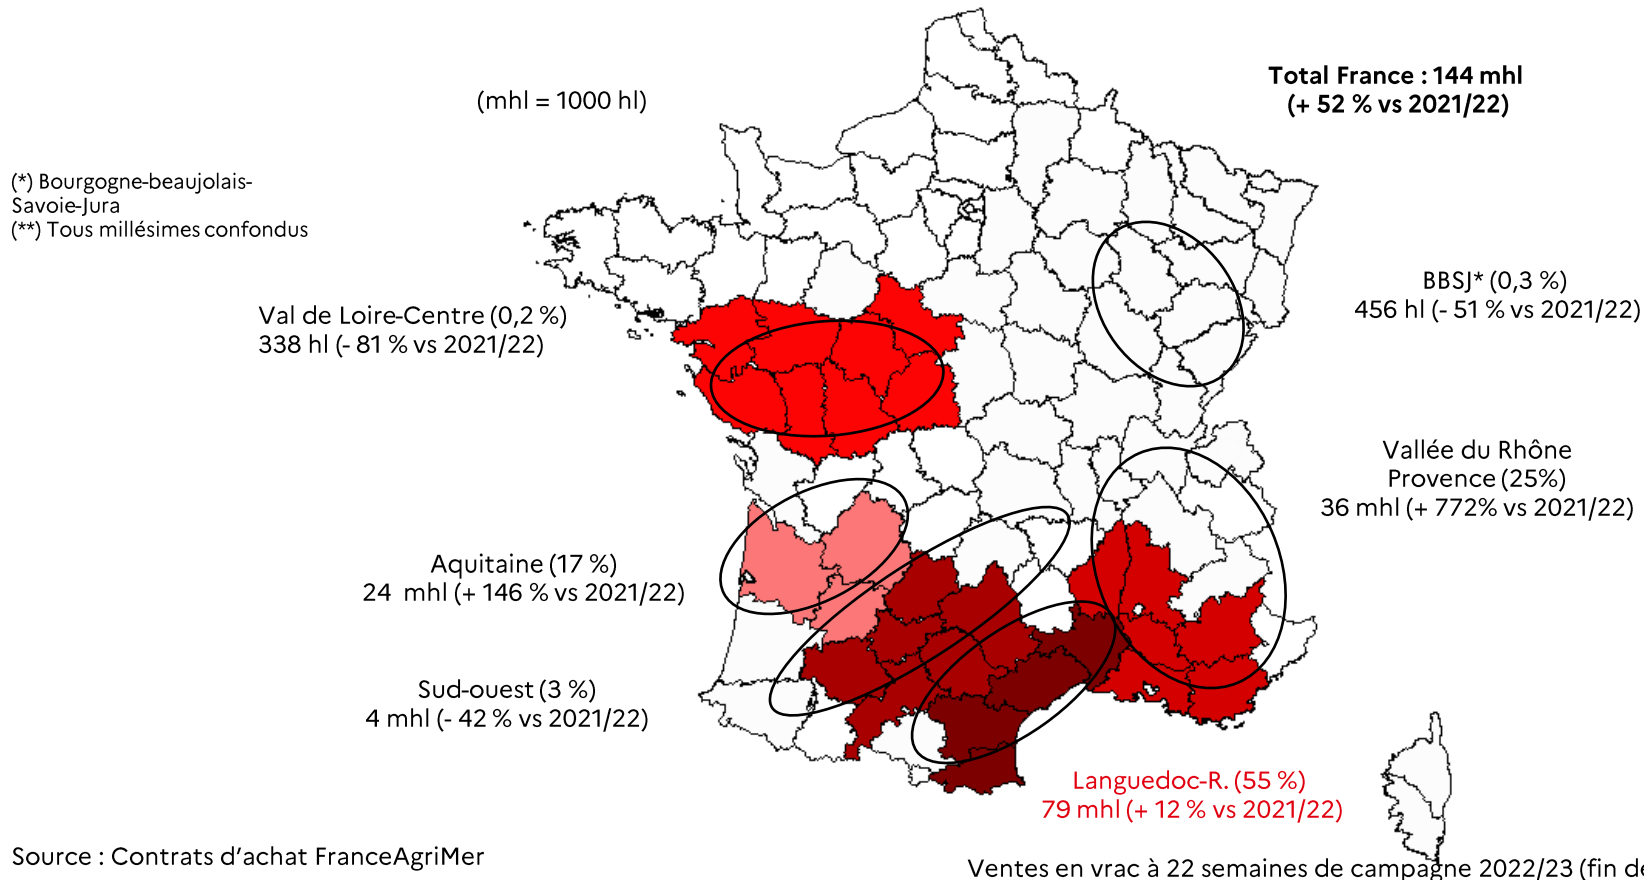 Total France : 144 mhl
(+ 52 % vs 2021/22)
(mhl = 1000 hl)
(*) Bourgogne-beaujolais-
Savoie-Jura
(**) Tous millésimes confondus
BBSJ* (0,3 %)
456 hl (- 51 % vs 2021/22)
Val de Loire-Centre (0,2 %)
338 hl (- 81 % vs 2021/22)
Vallée du Rhône
Provence (25%)
36 mhl (+ 772% vs 2021/22)
Aquitaine (17 %)
24 mhl (+ 146 % vs 2021/22)
Sud-ouest (3 %)
4 mhl (- 42 % vs 2021/22)
Languedoc-R. (55 %)
79 mhl (+ 12 % vs 2021/22)
Source : Contrats d'achat FranceAgriMer
Ventes en vrac à 22 semaines de campagne 2022/23 (fin de